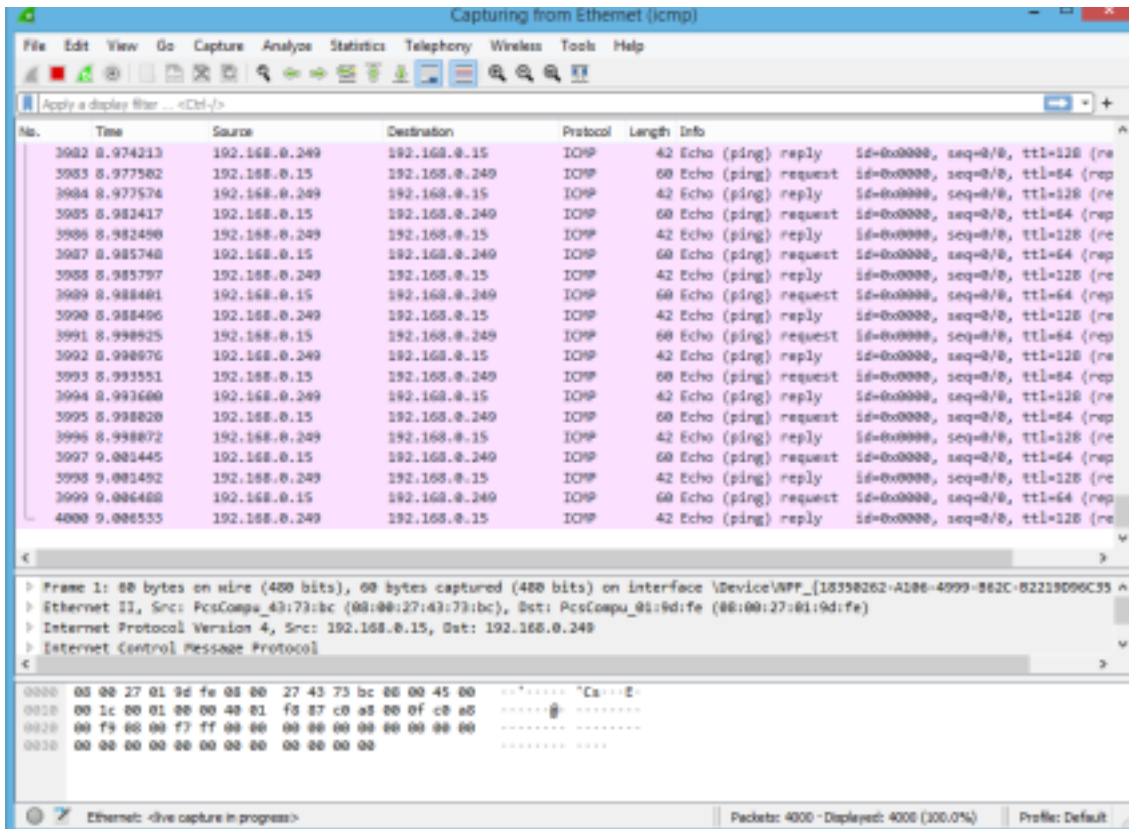 Capturing from Ethernet (icmp)
File Edit View Go Capture Analyze Statistics Telephony Wireless Tools Help
Apply a display filter ... <Ctrl-/>
No. Time Source Destination Protocol Length Info
3982 8.974213 192.168.0.249 192.168.0.15 ICMP 42 Echo (ping) reply id=0x0000, seq=0/0, ttl=128 (re
3983 8.977502 192.168.0.15 192.168.0.249 ICMP 60 Echo (ping) request id=0x0000, seq=0/0, ttl=64 (rep
3984 8.977574 192.168.0.249 192.168.0.15 ICMP 42 Echo (ping) reply id=0x0000, seq=0/0, ttl=128 (re
3985 8.982417 192.168.0.15 192.168.0.249 ICMP 60 Echo (ping) request id=0x0000, seq=0/0, ttl=64 (rep
3986 8.982490 192.168.0.249 192.168.0.15 ICMP 42 Echo (ping) reply id=0x0000, seq=0/0, ttl=128 (re
3987 8.985748 192.168.0.15 192.168.0.249 ICMP 60 Echo (ping) request id=0x0000, seq=0/0, ttl=64 (rep
3988 8.985797 192.168.0.249 192.168.0.15 ICMP 42 Echo (ping) reply id=0x0000, seq=0/0, ttl=128 (re
3989 8.988401 192.168.0.15 192.168.0.249 ICMP 60 Echo (ping) request id=0x0000, seq=0/0, ttl=64 (rep
3990 8.988496 192.168.0.249 192.168.0.15 ICMP 42 Echo (ping) reply id=0x0000, seq=0/0, ttl=128 (re
3991 8.990925 192.168.0.15 192.168.0.249 ICMP 60 Echo (ping) request id=0x0000, seq=0/0, ttl=64 (rep
3992 8.990976 192.168.0.249 192.168.0.15 ICMP 42 Echo (ping) reply id=0x0000, seq=0/0, ttl=128 (re
3993 8.993551 192.168.0.15 192.168.0.249 ICMP 60 Echo (ping) request id=0x0000, seq=0/0, ttl=64 (rep
3994 8.993600 192.168.0.249 192.168.0.15 ICMP 42 Echo (ping) reply id=0x0000, seq=0/0, ttl=128 (re
3995 8.998020 192.168.0.15 192.168.0.249 ICMP 60 Echo (ping) request id=0x0000, seq=0/0, ttl=64 (rep
3996 8.998072 192.168.0.249 192.168.0.15 ICMP 42 Echo (ping) reply id=0x0000, seq=0/0, ttl=128 (re
3997 9.001445 192.168.0.15 192.168.0.249 ICMP 60 Echo (ping) request id=0x0000, seq=0/0, ttl=64 (rep
3998 9.001492 192.168.0.249 192.168.0.15 ICMP 42 Echo (ping) reply id=0x0000, seq=0/0, ttl=128 (re
3999 9.006488 192.168.0.15 192.168.0.249 ICMP 60 Echo (ping) request id=0x0000, seq=0/0, ttl=64 (rep
4000 9.006533 192.168.0.249 192.168.0.15 ICMP 42 Echo (ping) reply id=0x0000, seq=0/0, ttl=128 (re
Frame 1: 60 bytes on wire (480 bits), 60 bytes captured (480 bits) on interface \Device\NPF_{18350262-A106-4999-862C-82219D96C35
Ethernet II, Src: PcsCompu_43:73:bc (08:00:27:43:73:bc), Dst: PcsCompu_01:9d:fe (08:00:27:01:9d:fe)
Internet Protocol Version 4, Src: 192.168.0.15, Dst: 192.168.0.249
Internet Control Message Protocol
0000 08 00 27 01 9d fe 08 00 27 43 73 bc 08 00 45 00 ··'····· 'Cs···E·
0010 00 1c 00 01 00 00 40 01 f8 87 c0 a8 00 0f c0 a8 ······@· ········
0020 00 f9 08 00 f7 ff 00 00 00 00 00 00 00 00 00 00 ········ ········
0030 00 00 00 00 00 00 00 00 00 00 00 00 ········ ····
Ethernet: <live capture in progress> Packets: 4000 · Displayed: 4000 (100.0%) Profile: Default